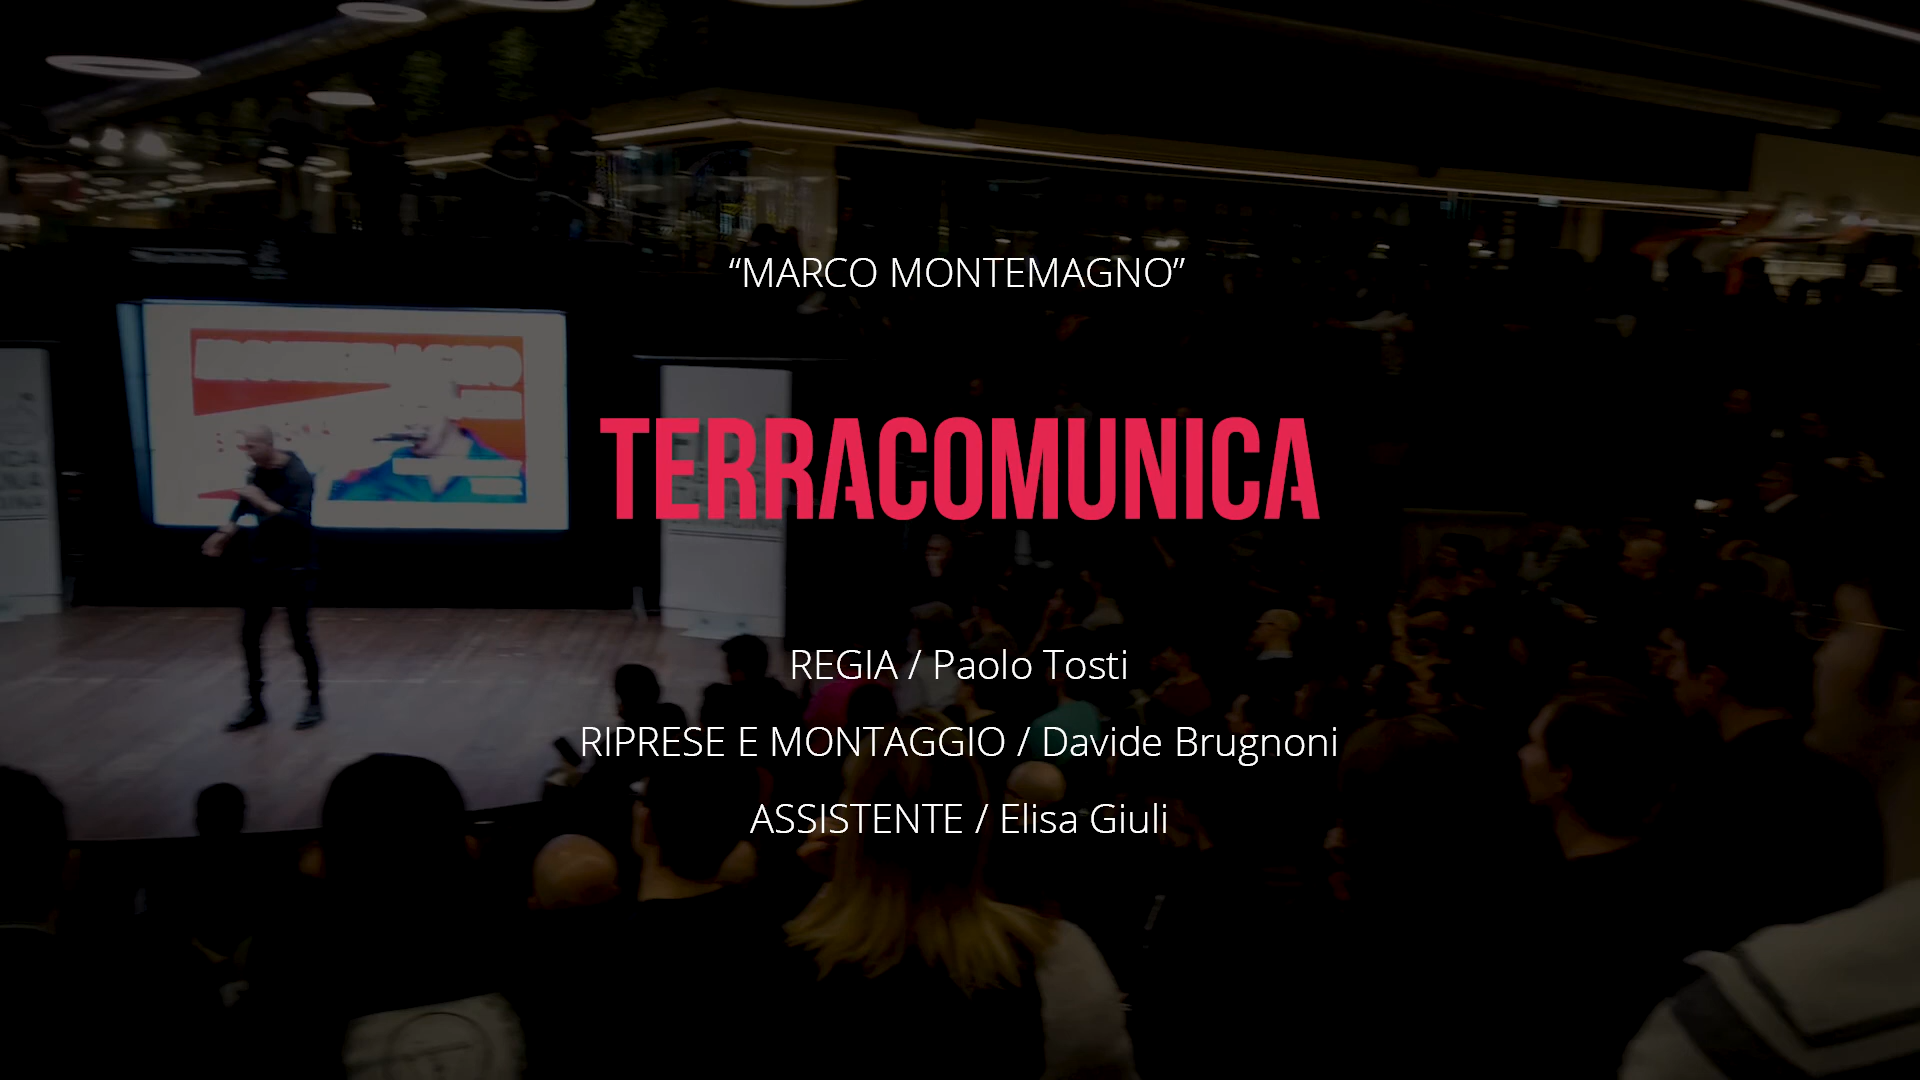 “MARCO MONTEMAGNO”
TERRACOMUNICA
REGIA / Paolo Tosti
RIPRESE E MONTAGGIO / Davide Brugnoni
ASSISTENTE / Elisa Giuli